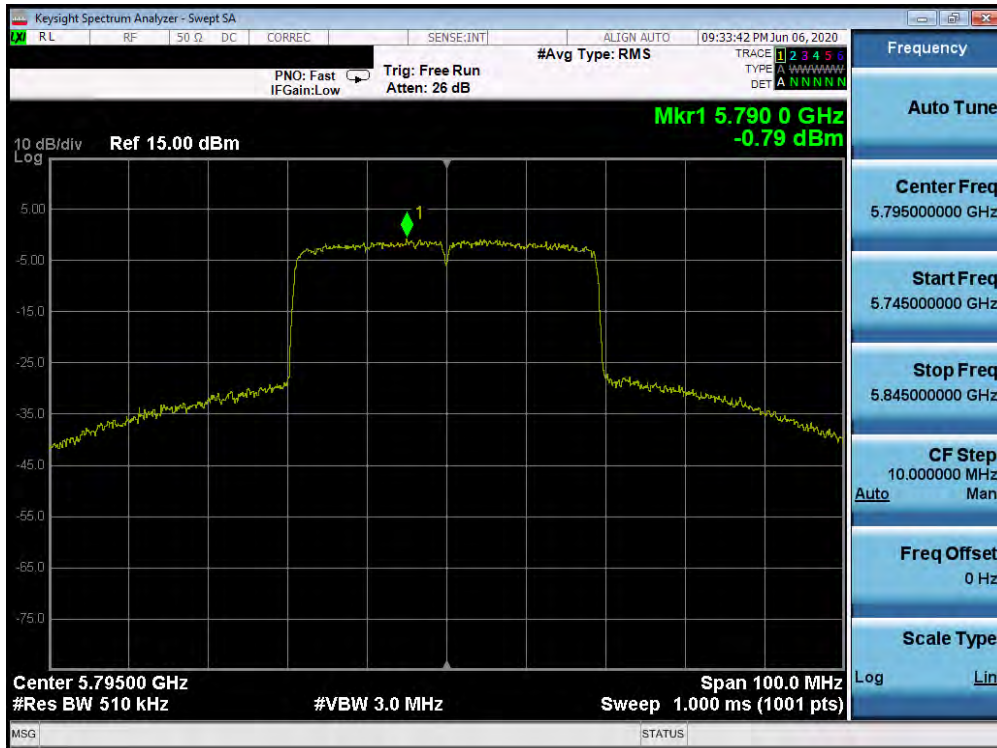 Keysight Spectrum Analyzer - Swept SA
LXI RL RF 50 Ω DC CORREC SENSE:INT ALIGN AUTO 09:33:42 PM Jun 06, 2020
PNO: Fast
IFGain:Low
Trig: Free Run
Atten: 26 dB
#Avg Type: RMS
TRACE 1 2 3 4 5 6
TYPE A WWWWW
DET A N N N N N
Mkr1 5.790 0 GHz
-0.79 dBm
10 dB/div Ref 15.00 dBm
Log
1
5.00
-5.00
-15.0
-25.0
-35.0
-45.0
-55.0
-65.0
-75.0
Center 5.79500 GHz Span 100.0 MHz
#Res BW 510 kHz #VBW 3.0 MHz Sweep 1.000 ms (1001 pts)
MSG STATUS
Frequency
Auto Tune
Center Freq
5.795000000 GHz
Start Freq
5.745000000 GHz
Stop Freq
5.845000000 GHz
CF Step
10.000000 MHz
Auto Man
Freq Offset
0 Hz
Scale Type
Log Lin